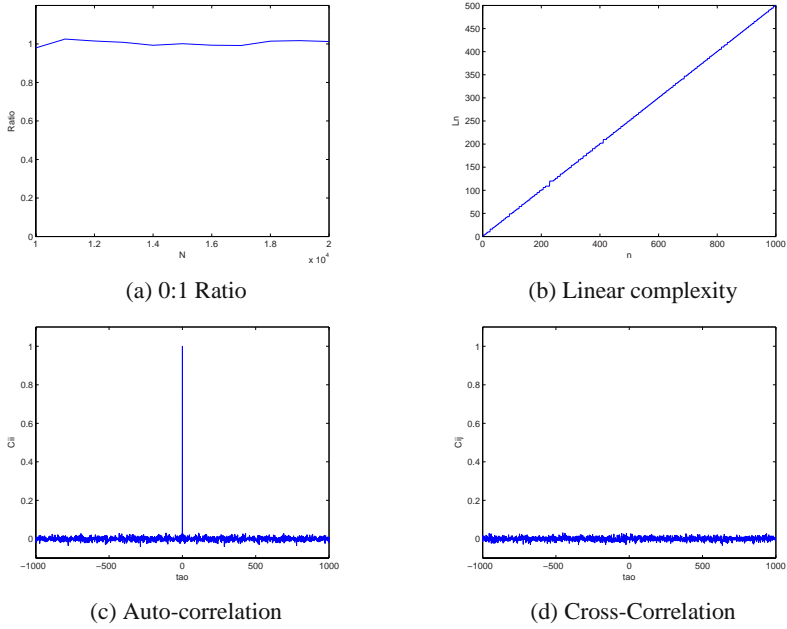 1
0.8
0.6
0.4
0.2
0
Ratio
1 1.2 1.4 1.6 1.8 2
x 10⁴
N
(a) 0:1 Ratio
500
450
400
350
300
250
200
150
100
50
0
Ln
0 200 400 600 800 1000
n
(b) Linear complexity
1
0.8
0.6
0.4
0.2
0
Cii
−1000 −500 0 500 1000
tao
(c) Auto-correlation
1
0.8
0.6
0.4
0.2
0
Cij
−1000 −500 0 500 1000
tao
(d) Cross-Correlation